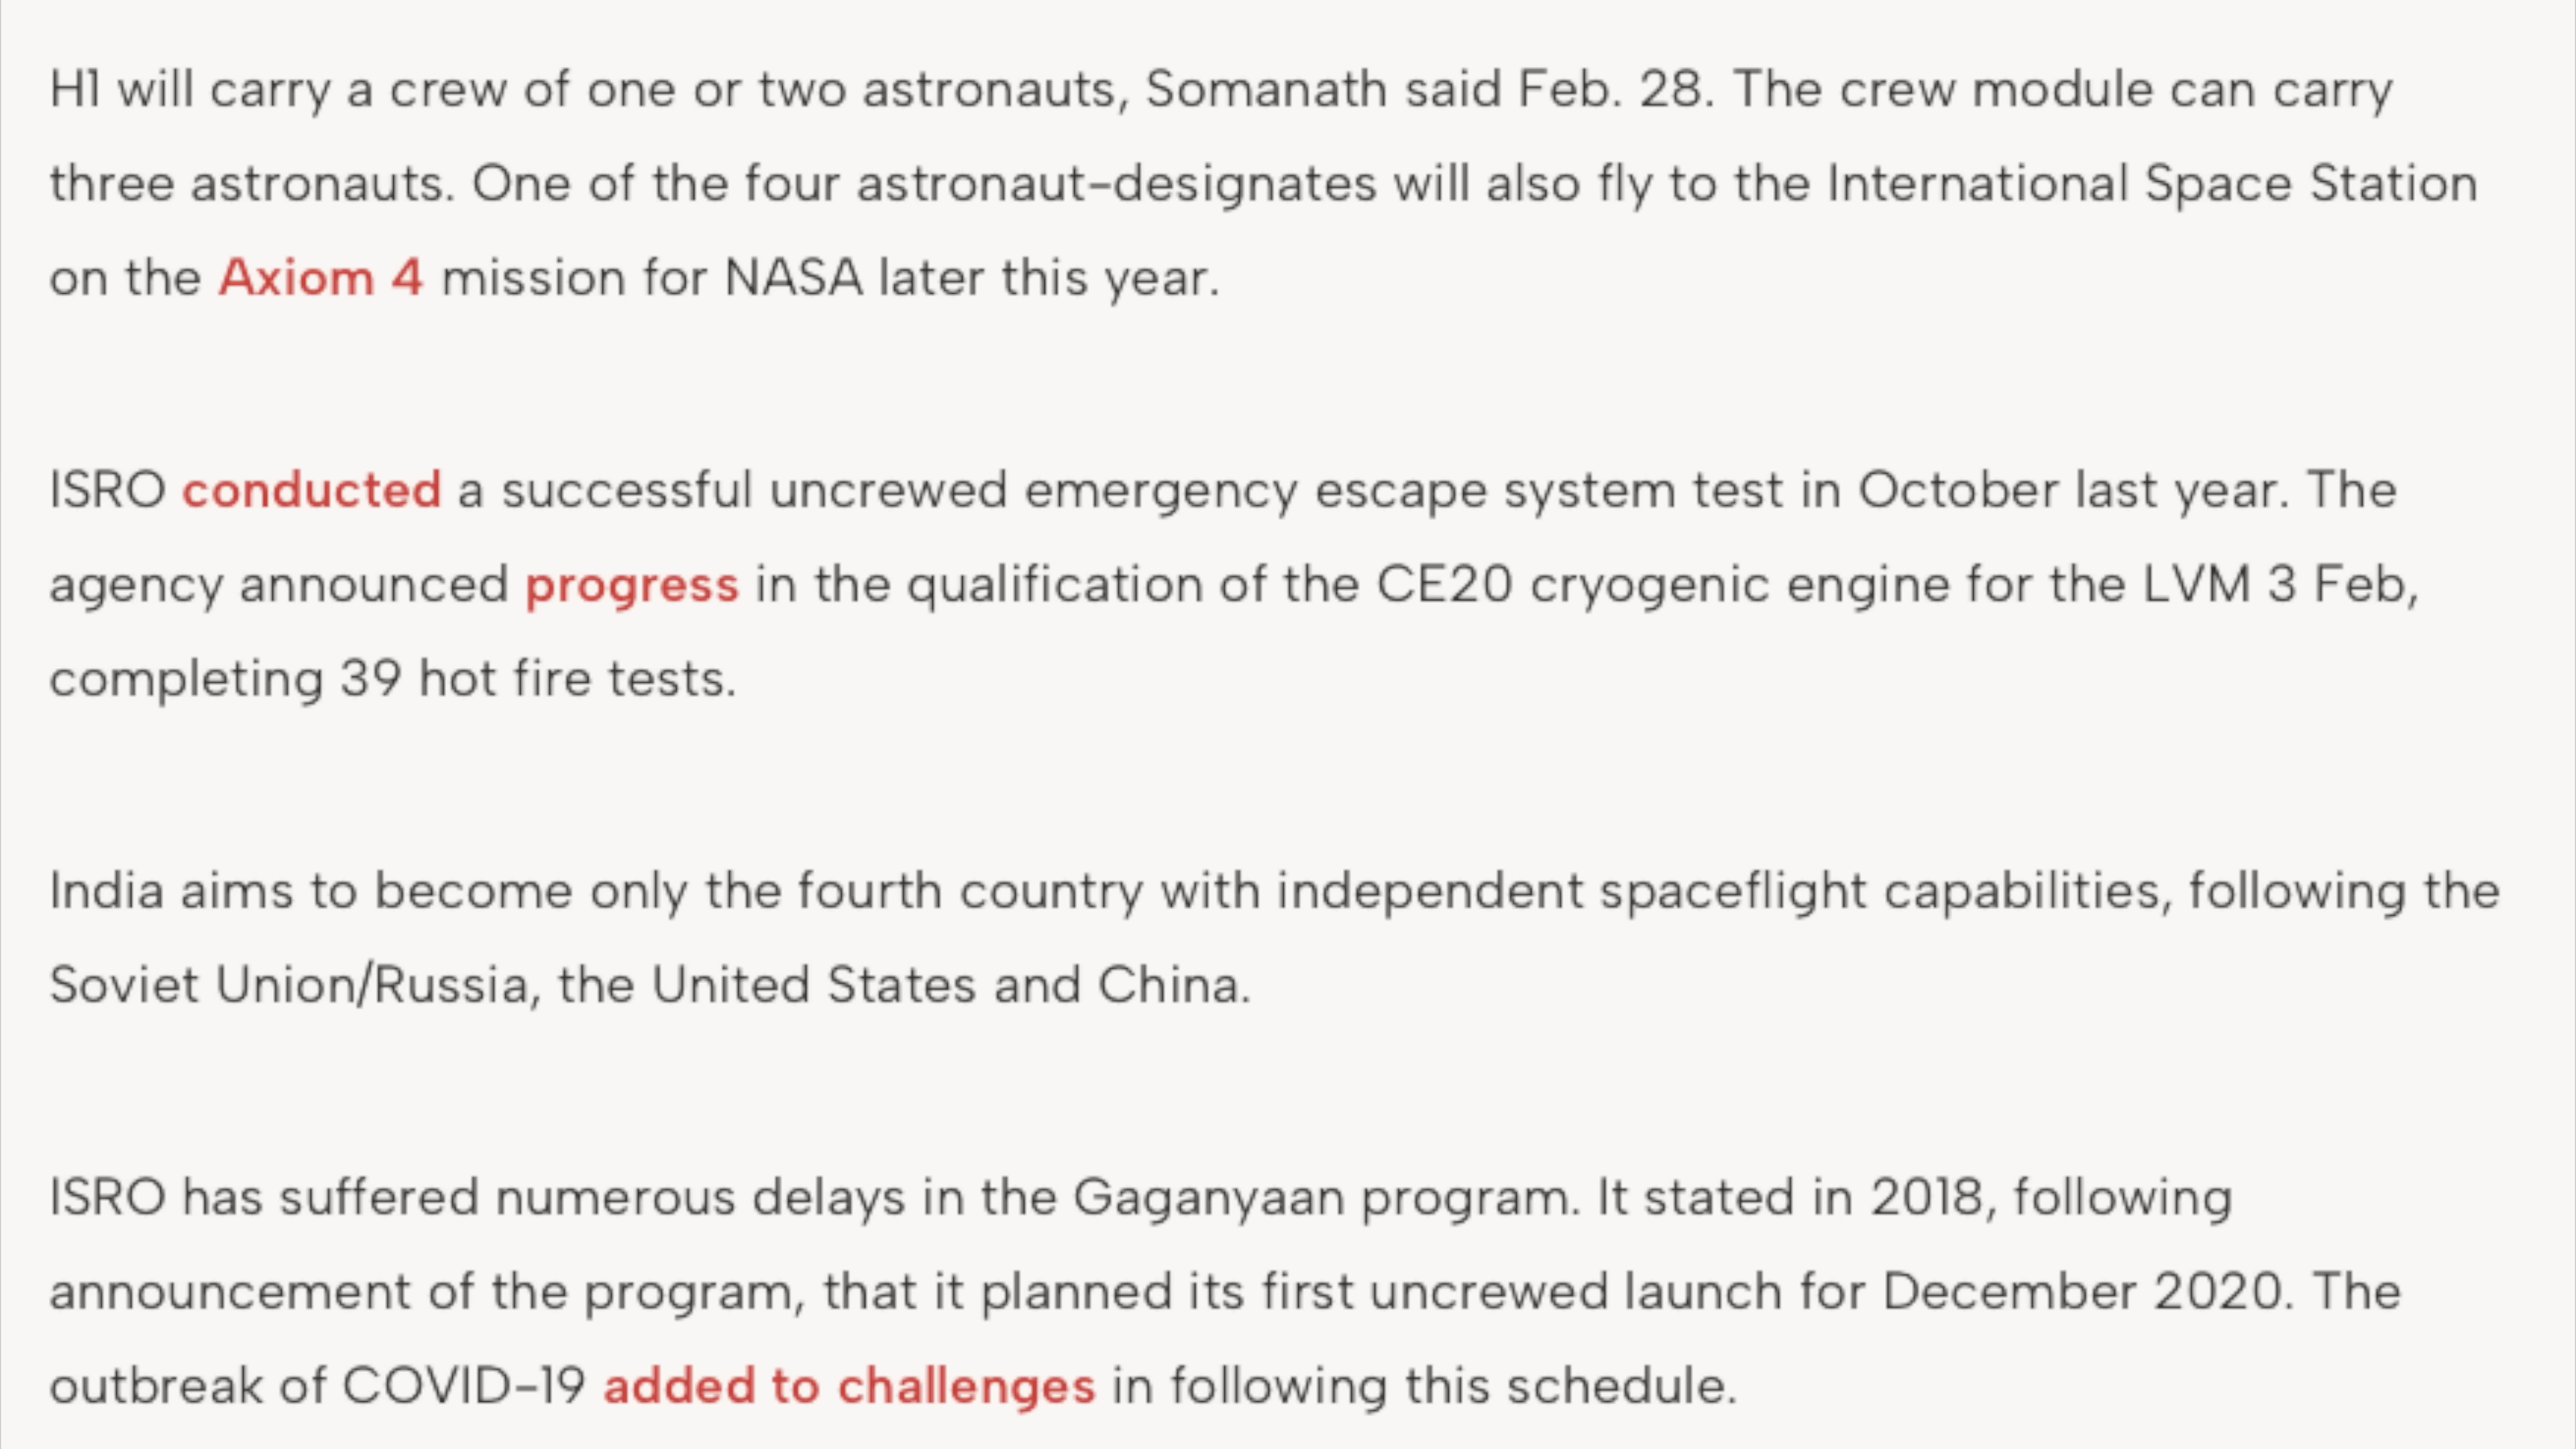 H1 will carry a crew of one or two astronauts, Somanath said Feb. 28. The crew module can carry
three astronauts. One of the four astronaut-designates will also fly to the International Space Station
on the Axiom 4 mission for NASA later this year.
ISRO conducted a successful uncrewed emergency escape system test in October last year. The
agency announced progress in the qualification of the CE20 cryogenic engine for the LVM 3 Feb,
completing 39 hot fire tests.
India aims to become only the fourth country with independent spaceflight capabilities, following the
Soviet Union/Russia, the United States and China.
ISRO has suffered numerous delays in the Gaganyaan program. It stated in 2018, following
announcement of the program, that it planned its first uncrewed launch for December 2020. The
outbreak of COVID-19 added to challenges in following this schedule.